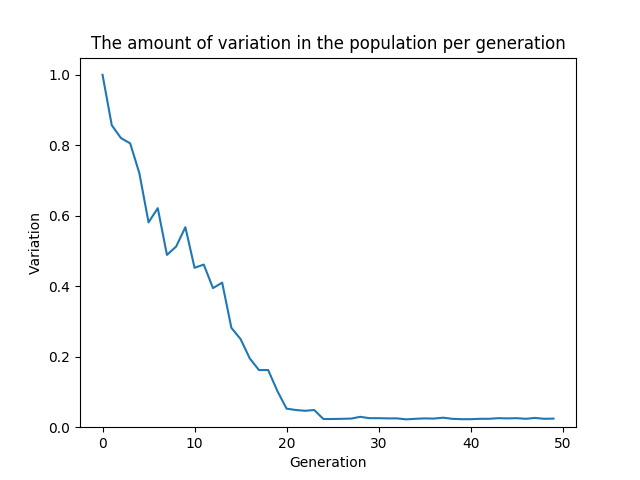 The amount of variation in the population per generation
1.0
0.8
0.6
0.4
0.2
0.0
Variation
0 10 20 30 40 50
Generation